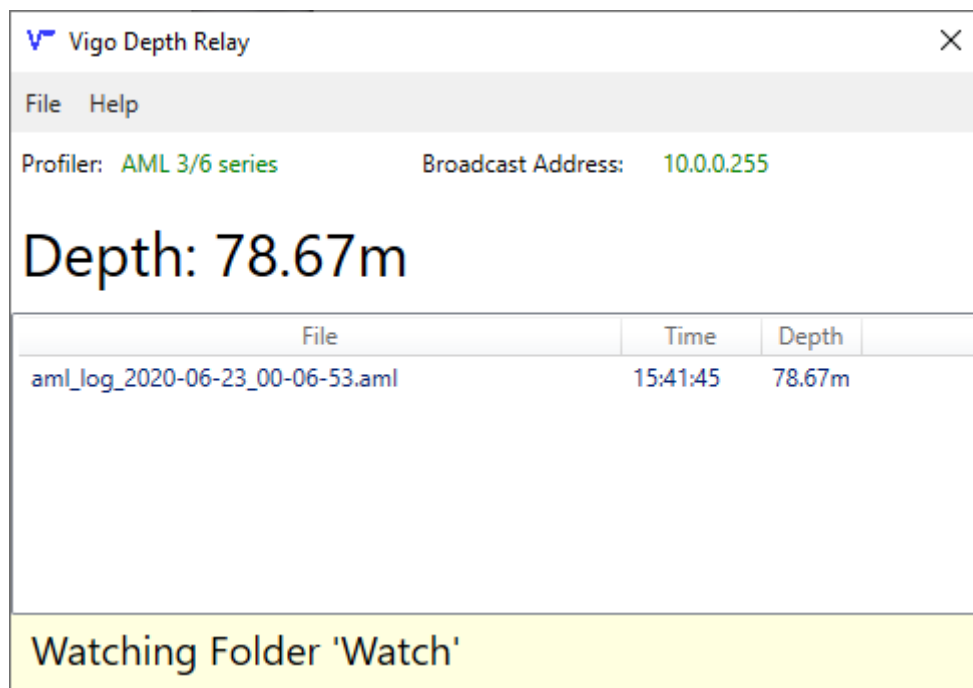 Vigo Depth Relay
File Help
Profiler: AML 3/6 series Broadcast Address: 10.0.0.255
Depth: 78.67m
File Time Depth
aml_log_2020-06-23_00-06-53.aml 15:41:45 78.67m
Watching Folder 'Watch'